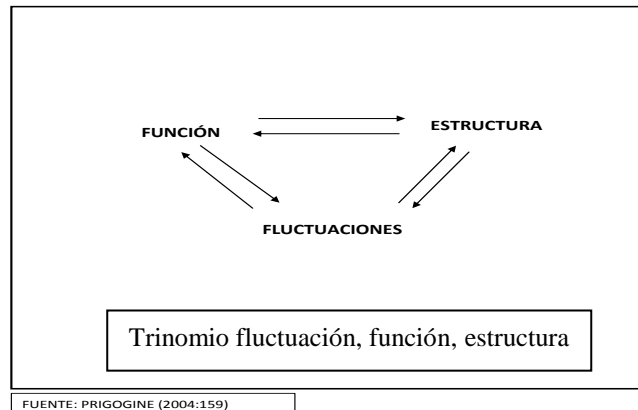 FUNCIÓN
ESTRUCTURA
FLUCTUACIONES
Trinomio fluctuación, función, estructura
FUENTE: PRIGOGINE (2004:159)